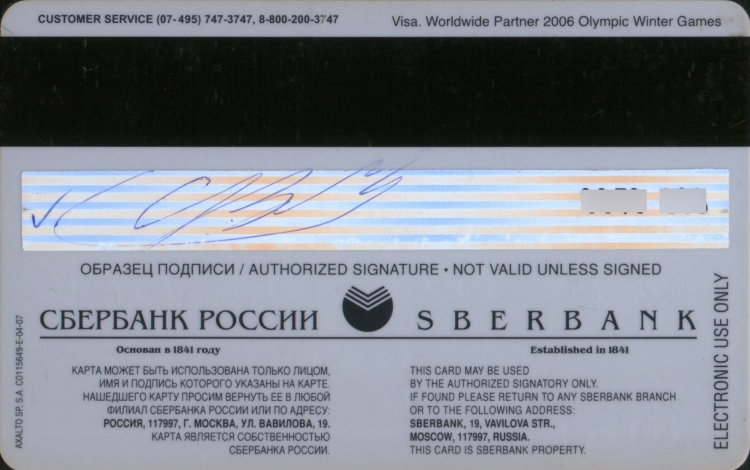 CUSTOMER SERVICE (07-495) 747-3747, 8-800-200-3747
Visa. Worldwide Partner 2006 Olympic Winter Games
ОБРАЗЕЦ ПОДПИСИ / AUTHORIZED SIGNATURE • NOT VALID UNLESS SIGNED
СБЕРБАНК РОССИИ
Основан в 1841 году
КАРТА МОЖЕТ БЫТЬ ИСПОЛЬЗОВАНА ТОЛЬКО ЛИЦОМ,
ИМЯ И ПОДПИСЬ КОТОРОГО УКАЗАНЫ НА КАРТЕ.
НАШЕДШЕГО КАРТУ ПРОСИМ ВЕРНУТЬ ЕЕ В ЛЮБОЙ
ФИЛИАЛ СБЕРБАНКА РОССИИ ИЛИ ПО АДРЕСУ:
РОССИЯ, 117997, Г. МОСКВА, УЛ. ВАВИЛОВА, 19.
КАРТА ЯВЛЯЕТСЯ СОБСТВЕННОСТЬЮ
СБЕРБАНКА РОССИИ.
SBERBANK
Established in 1841
THIS CARD MAY BE USED
BY THE AUTHORIZED SIGNATORY ONLY.
IF FOUND PLEASE RETURN TO ANY SBERBANK BRANCH
OR TO THE FOLLOWING ADDRESS:
SBERBANK, 19, VAVILOVA STR.,
MOSCOW, 117997, RUSSIA.
THIS CARD IS SBERBANK PROPERTY.
AXALTO SP, S.A. C0115649-E-04-07
ELECTRONIC USE ONLY